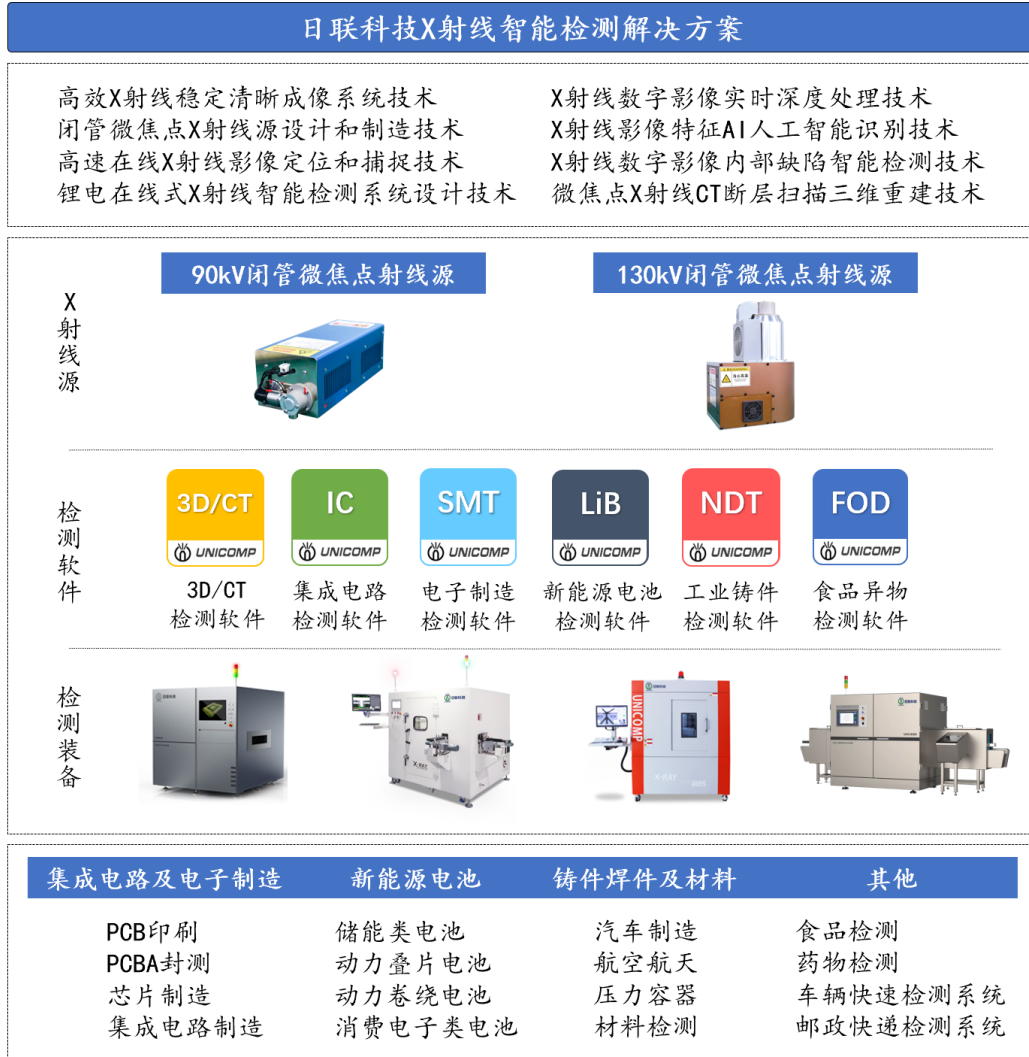 日联科技X射线智能检测解决方案
高效X射线稳定清晰成像系统技术
闭管微焦点X射线源设计和制造技术
高速在线X射线影像定位和捕捉技术
锂电在线式X射线智能检测系统设计技术
X射线数字影像实时深度处理技术
X射线影像特征AI人工智能识别技术
X射线数字影像内部缺陷智能检测技术
微焦点X射线CT断层扫描三维重建技术
X射线源
90kV闭管微焦点射线源
130kV闭管微焦点射线源
检测软件
3D/CT
UNICOMP
IC
UNICOMP
SMT
UNICOMP
LiB
UNICOMP
NDT
UNICOMP
FOD
UNICOMP
3D/CT
检测软件
集成电路
检测软件
电子制造
检测软件
新能源电池
检测软件
工业铸件
检测软件
食品异物
检测软件
检测装备
X-RAY
UNICOMP
X-RAY
集成电路及电子制造
PCB印刷
PCBA封测
芯片制造
集成电路制造
新能源电池
储能类电池
动力叠片电池
动力卷绕电池
消费电子类电池
铸件焊件及材料
汽车制造
航空航天
压力容器
材料检测
其他
食品检测
药物检测
车辆快速检测系统
邮政快递检测系统